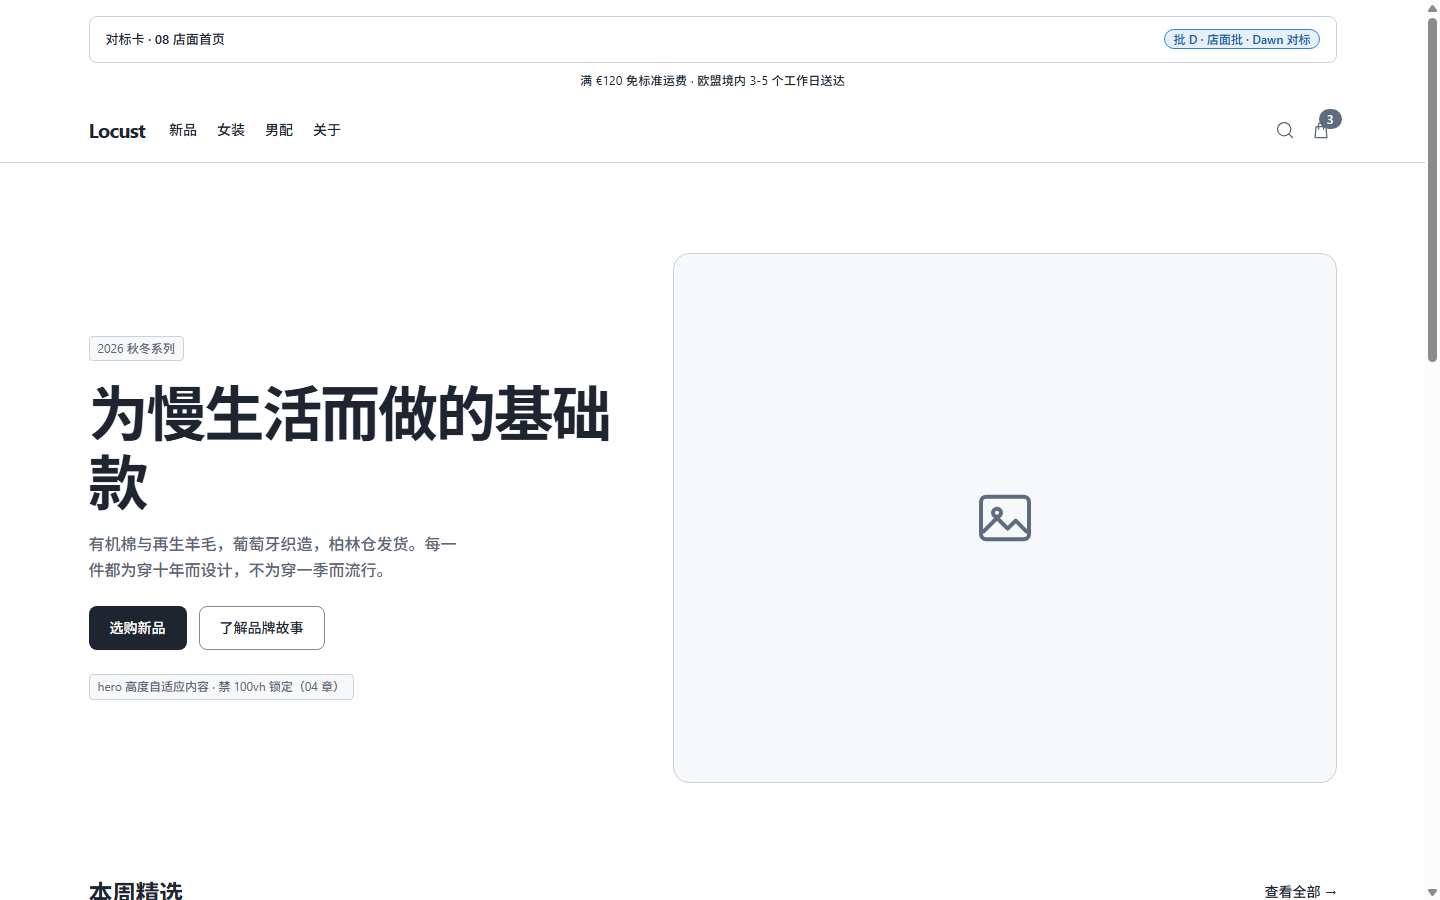 对标卡 · 08 店面首页
批 D · 店面批 · Dawn 对标
满 €120 免标准运费 · 欧盟境内 3-5 个工作日送达
Locust 新品 女装 男配 关于
3
2026 秋冬系列
为慢生活而做的基础
款
有机棉与再生羊毛，葡萄牙织造，柏林仓发货。每一
件都为穿十年而设计，不为穿一季而流行。
选购新品 了解品牌故事
hero 高度自适应内容 · 禁 100vh 锁定（04 章）
本周精选
查看全部 →